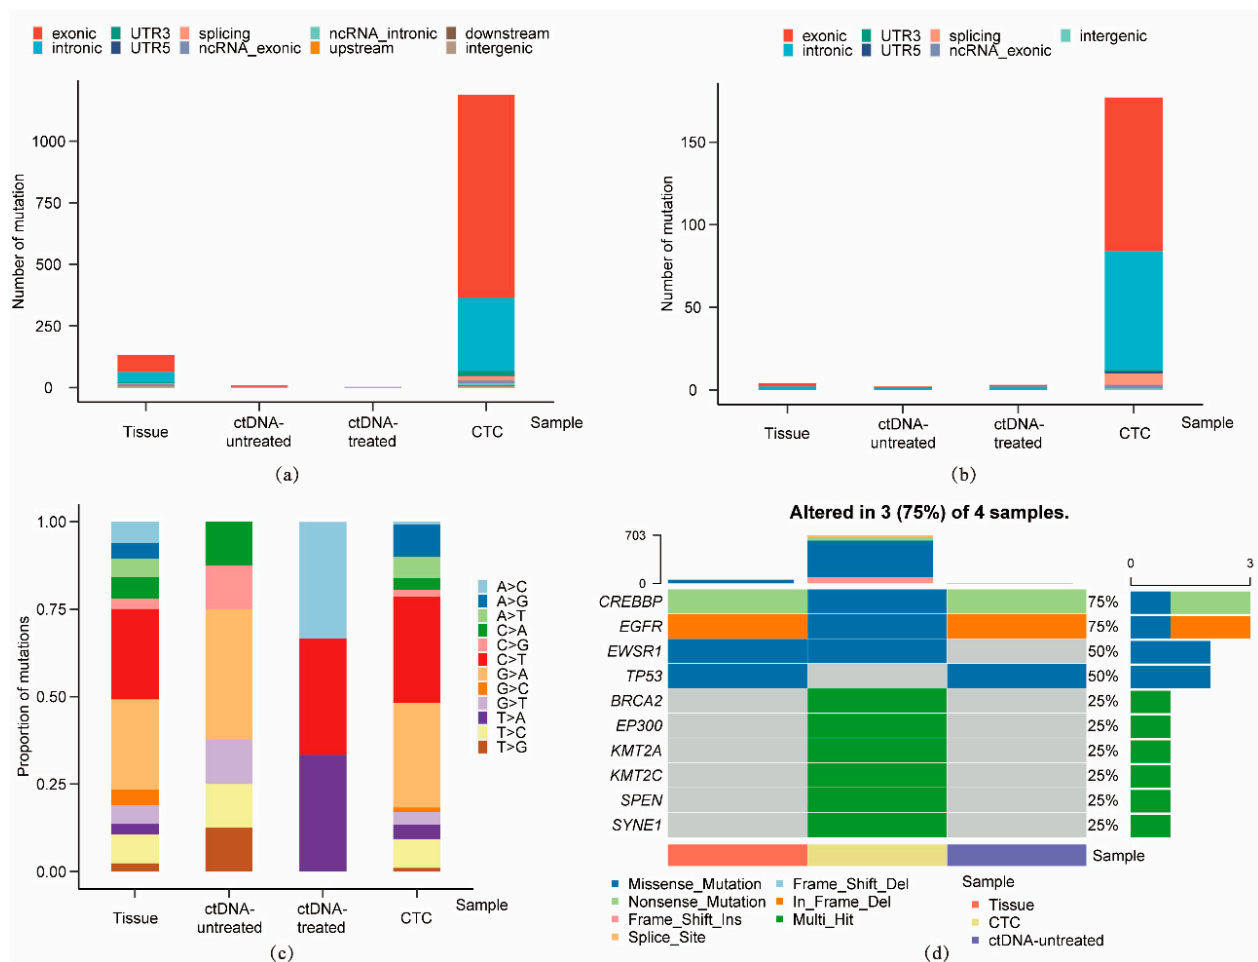 exonic UTR3 splicing ncRNA_intronic downstream
intronic UTR5 ncRNA_exonic upstream intergenic
Number of mutation
1000
750
500
250
0
Tissue ctDNA-untreated ctDNA-treated CTC Sample
(a)
exonic UTR3 splicing intergenic
intronic UTR5 ncRNA_exonic
Number of mutation
150
100
50
0
Tissue ctDNA-untreated ctDNA-treated CTC Sample
(b)
Proportion of mutations
1.00
0.75
0.50
0.25
0.00
A>C
A>G
A>T
C>A
C>G
C>T
G>A
G>C
G>T
T>A
T>C
T>G
Tissue ctDNA-untreated ctDNA-treated CTC Sample
(c)
Altered in 3 (75%) of 4 samples.
703
0
0 3
CREBBP 75%
EGFR 75%
EWSR1 50%
TP53 50%
BRCA2 25%
EP300 25%
KMT2A 25%
KMT2C 25%
SPEN 25%
SYNE1 25%
Sample
Missense_Mutation Frame_Shift_Del
Nonsense_Mutation In_Frame_Del
Frame_Shift_Ins Multi_Hit
Splice_Site
Sample
Tissue
CTC
ctDNA-untreated
(d)